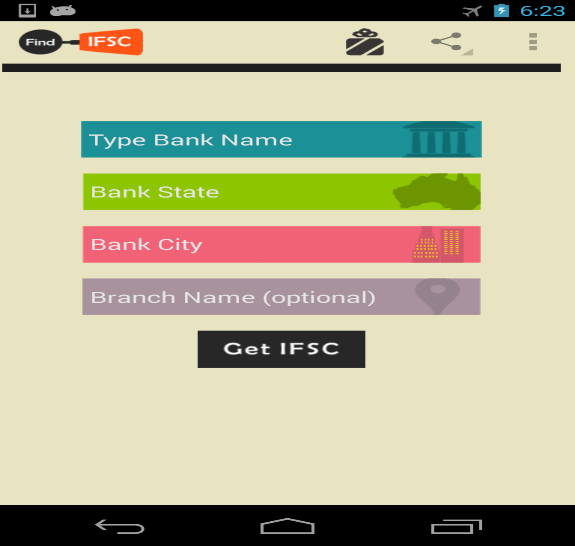 6:23
Find IFSC
Type Bank Name
Bank State
Bank City
Branch Name (optional)
Get IFSC